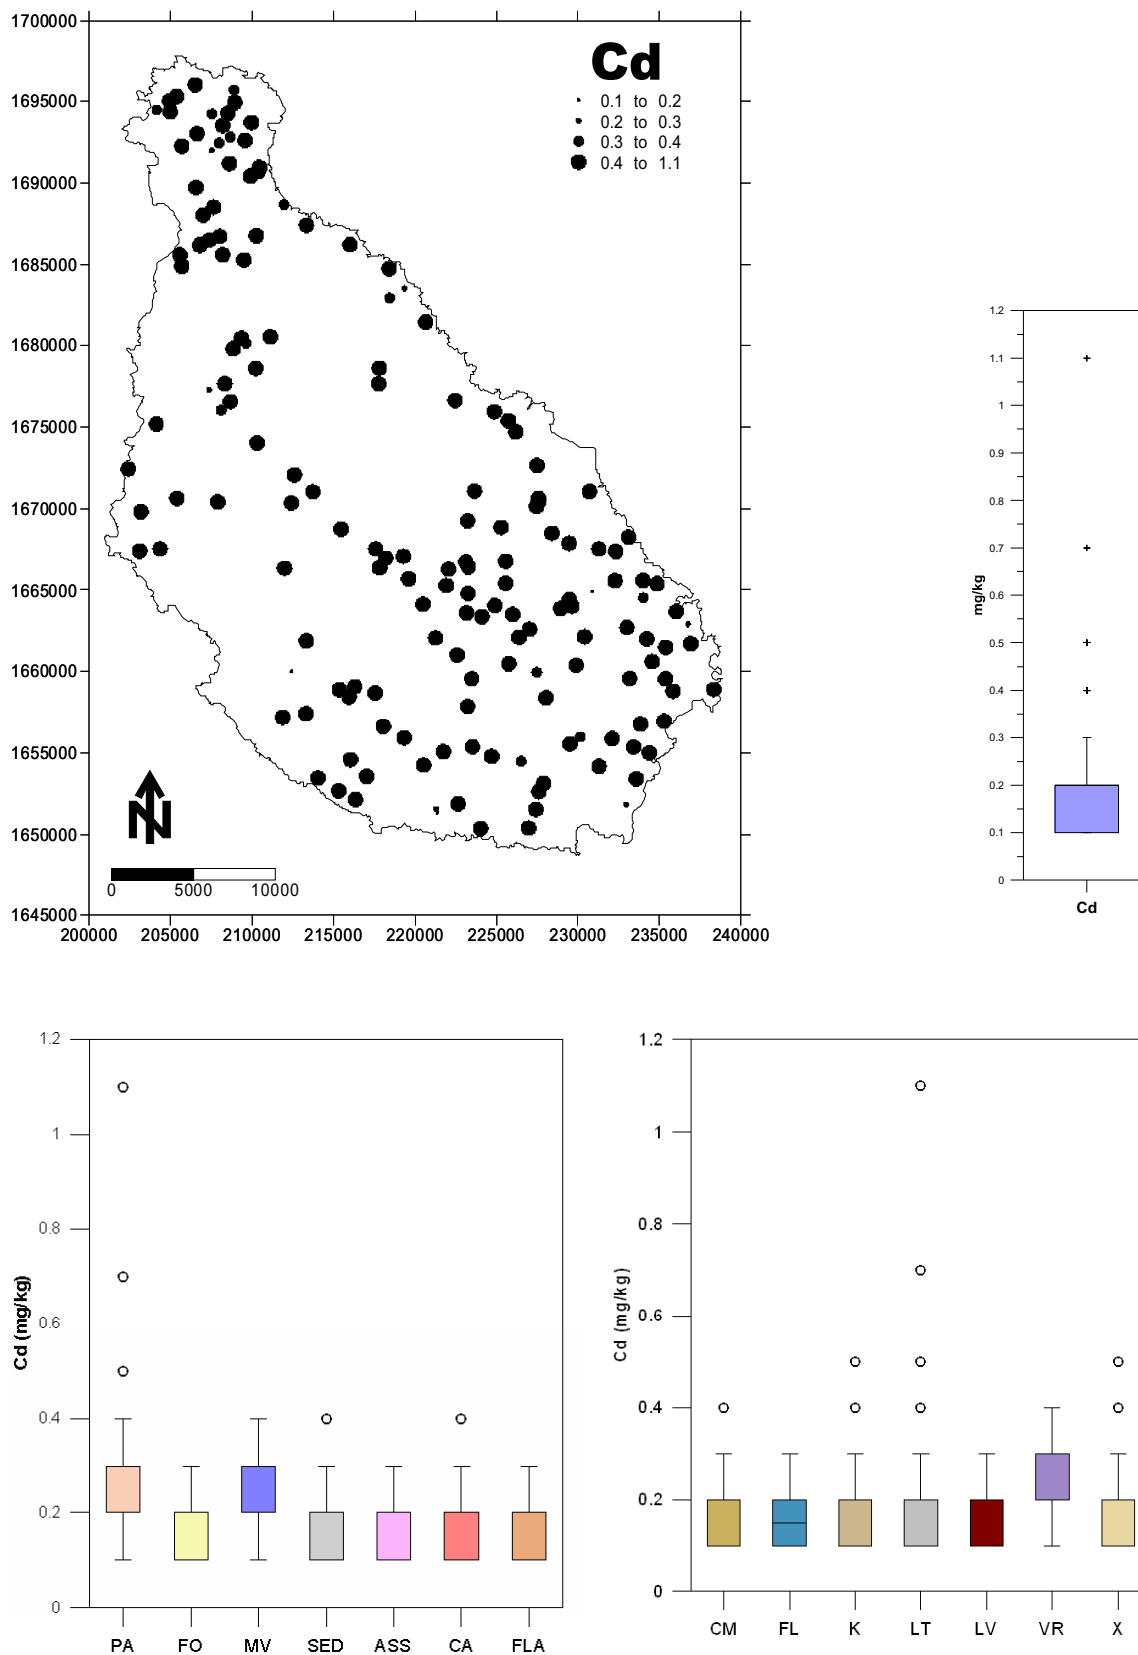 Cd
0.1 to 0.2
0.2 to 0.3
0.3 to 0.4
0.4 to 1.1
1700000
1695000
1690000
1685000
1680000
1675000
1670000
1665000
1660000
1655000
1650000
1645000
N
0 5000 10000
200000 205000 210000 215000 220000 225000 230000 235000 240000
1.2
1.1
1
0.9
0.8
0.7
0.6
0.5
0.4
0.3
0.2
0.1
0
mg/kg
Cd
1.2
1
0.8
0.6
0.4
0.2
0
Cd (mg/kg)
PA FO MV SED ASS CA FLA
1.2
1
0.8
0.6
0.4
0.2
0
Cd (mg/kg)
CM FL K LT LV VR X